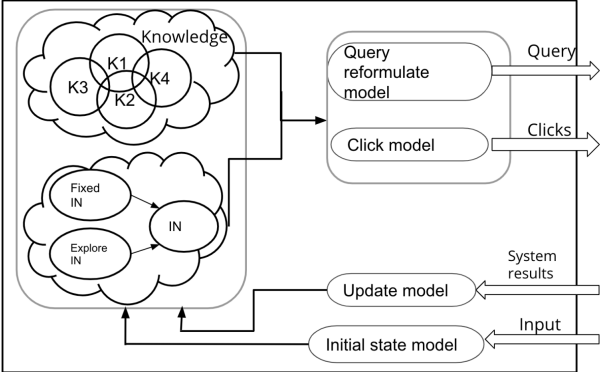 Knowledge
K1
K3
K4
K2
Fixed
IN
IN
Explore
IN
Query
reformulate
model
Click model
Query
Clicks
System
results
Update model
Input
Initial state model